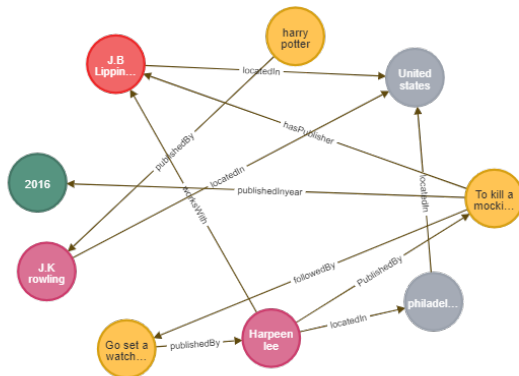 harry
potter
J.B
Lippin...
locatedIn
United
states
hasPublisher
publishedBy
locatedIn
2016
publishedInyear
To kill a
mocki...
worksWith
locatedIn
J.K
rowling
followedBy
PublishedBy
philadel...
Go set a
watch...
publishedBy
Harpeen
lee
locatedIn